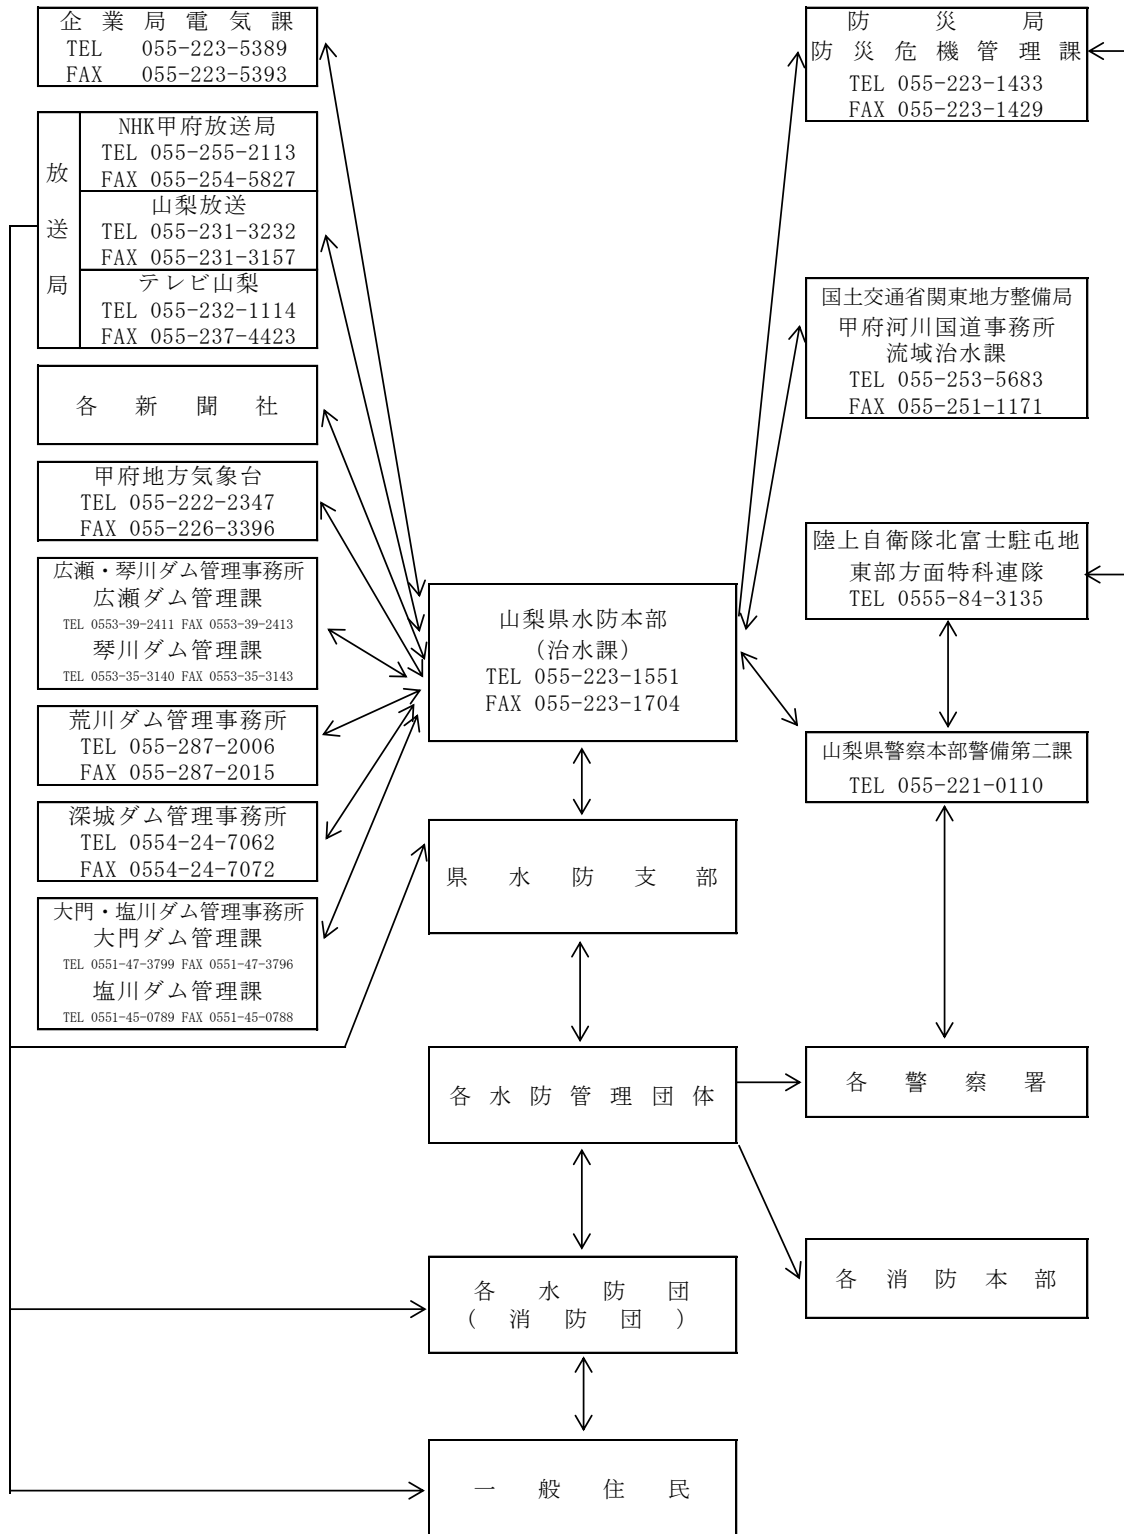 企業局電気課
TEL 055-223-5389
FAX 055-223-5393
放送局
NHK甲府放送局
TEL 055-255-2113
FAX 055-254-5827
山梨放送
TEL 055-231-3232
FAX 055-231-3157
テレビ山梨
TEL 055-232-1114
FAX 055-237-4423
各新聞社
甲府地方気象台
TEL 055-222-2347
FAX 055-226-3396
広瀬・琴川ダム管理事務所
広瀬ダム管理課
TEL 0553-39-2411 FAX 0553-39-2413
琴川ダム管理課
TEL 0553-35-3140 FAX 0553-35-3143
荒川ダム管理事務所
TEL 055-287-2006
FAX 055-287-2015
深城ダム管理事務所
TEL 0554-24-7062
FAX 0554-24-7072
大門・塩川ダム管理事務所
大門ダム管理課
TEL 0551-47-3799 FAX 0551-47-3796
塩川ダム管理課
TEL 0551-45-0789 FAX 0551-45-0788
山梨県水防本部
(治水課)
TEL 055-223-1551
FAX 055-223-1704
県水防支部
各水防管理団体
各水防団
(消防団)
一般住民
防災局
防災危機管理課
TEL 055-223-1433
FAX 055-223-1429
国土交通省関東地方整備局
甲府河川国道事務所
流域治水課
TEL 055-253-5683
FAX 055-251-1171
陸上自衛隊北富士駐屯地
東部方面特科連隊
TEL 0555-84-3135
山梨県警察本部警備第二課
TEL 055-221-0110
各警察署
各消防本部